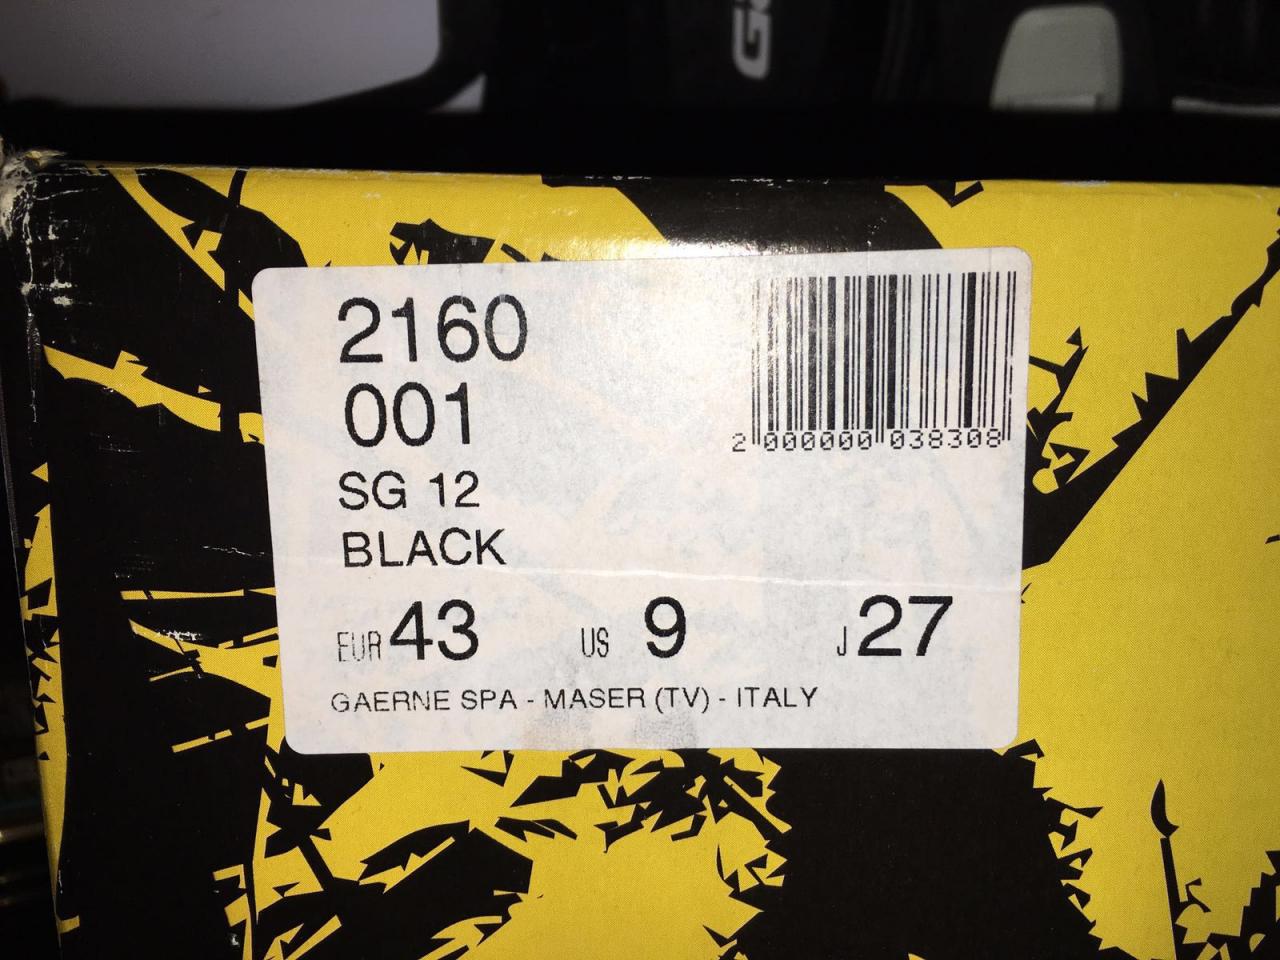 2160
001
SG 12
BLACK
2 000000 038308
EUR 43 US 9 J 27
GAERNE SPA - MASER (TV) - ITALY